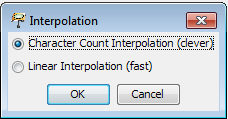 Interpolation
Character Count Interpolation (clever)
Linear Interpolation (fast)
OK Cancel